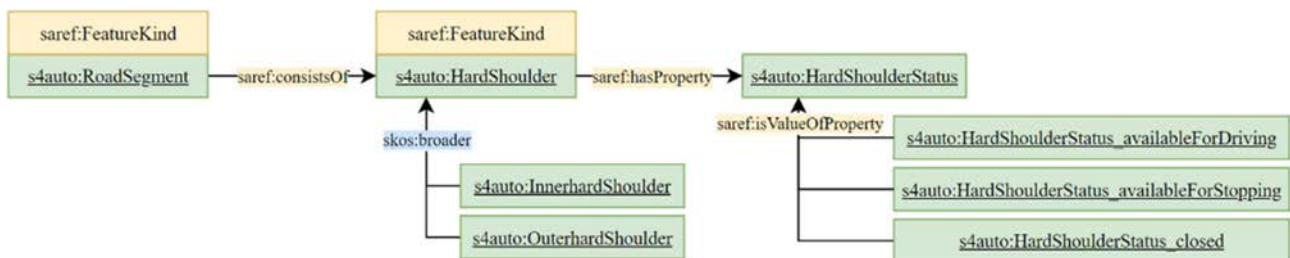 saref:FeatureKind
s4auto:RoadSegment
saref:consistsOf
saref:FeatureKind
s4auto:HardShoulder
saref:hasProperty
s4auto:HardShoulderStatus
skos:broader
s4auto:InnerhardShoulder
s4auto:OuterhardShoulder
saref:isValueOfProperty
s4auto:HardShoulderStatus_availableForDriving
s4auto:HardShoulderStatus_availableForStopping
s4auto:HardShoulderStatus_closed